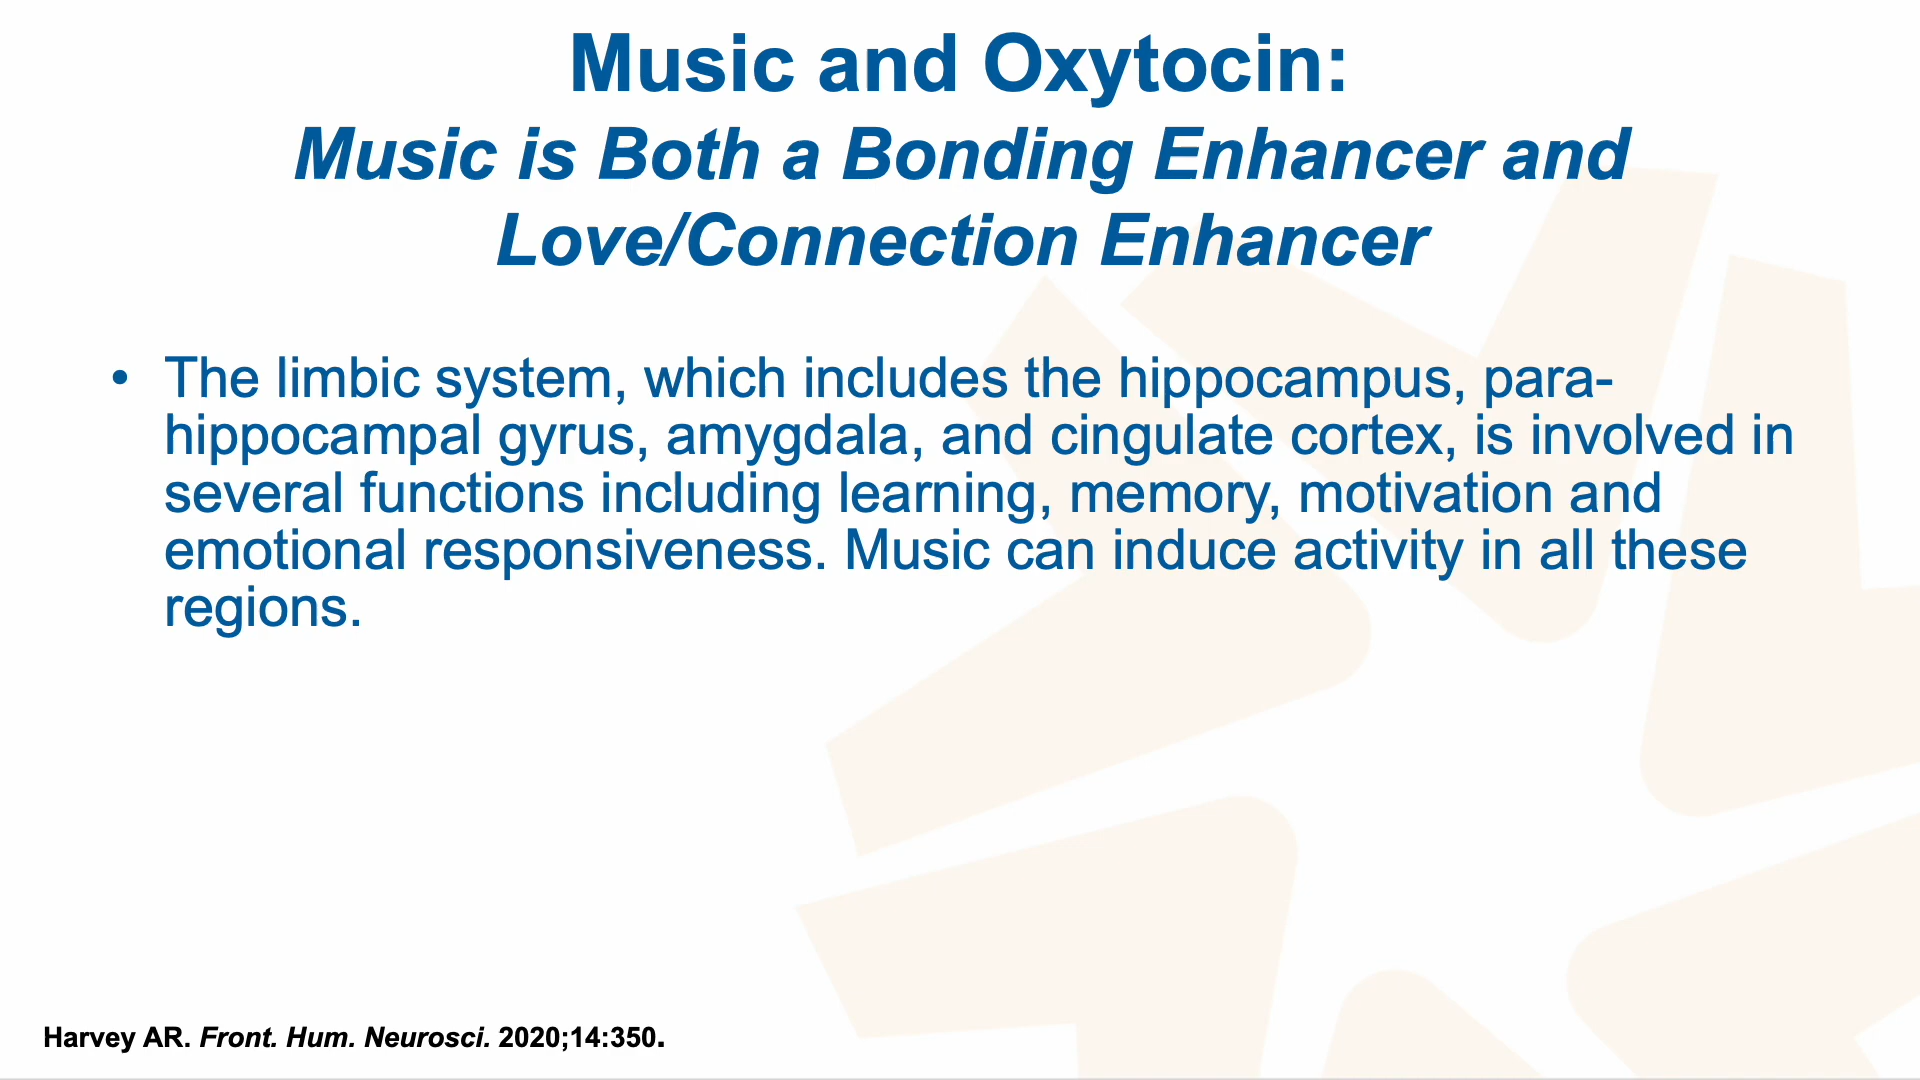 Music and Oxytocin:
Music is Both a Bonding Enhancer and
Love/Connection Enhancer
• The limbic system, which includes the hippocampus, para-
hippocampal gyrus, amygdala, and cingulate cortex, is involved in
several functions including learning, memory, motivation and
emotional responsiveness. Music can induce activity in all these
regions.
Harvey AR. Front. Hum. Neurosci. 2020;14:350.